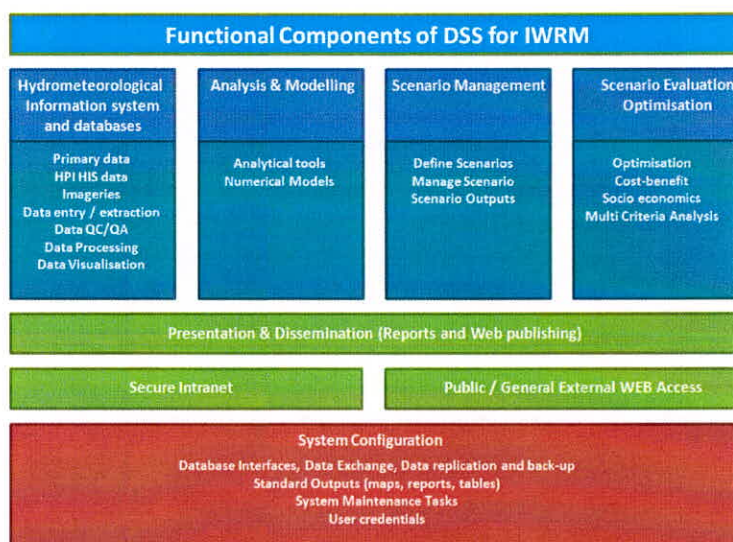 Functional Components of DSS for IWRM
Hydrometeorological
Information system
and databases
Primary data
HPI HIS data
Imageries
Data entry / extraction
Data QC/QA
Data Processing
Data Visualisation
Analysis & Modelling
Analytical tools
Numerical Models
Scenario Management
Define Scenarios
Manage Scenario
Scenario Outputs
Scenario Evaluation
Optimisation
Optimisation
Cost-benefit
Socio economics
Multi Criteria Analysis
Presentation & Dissemination (Reports and Web publishing)
Secure Intranet
Public / General External WEB Access
System Configuration
Database Interfaces, Data Exchange, Data replication and back-up
Standard Outputs (maps, reports, tables)
System Maintenance Tasks
User credentials